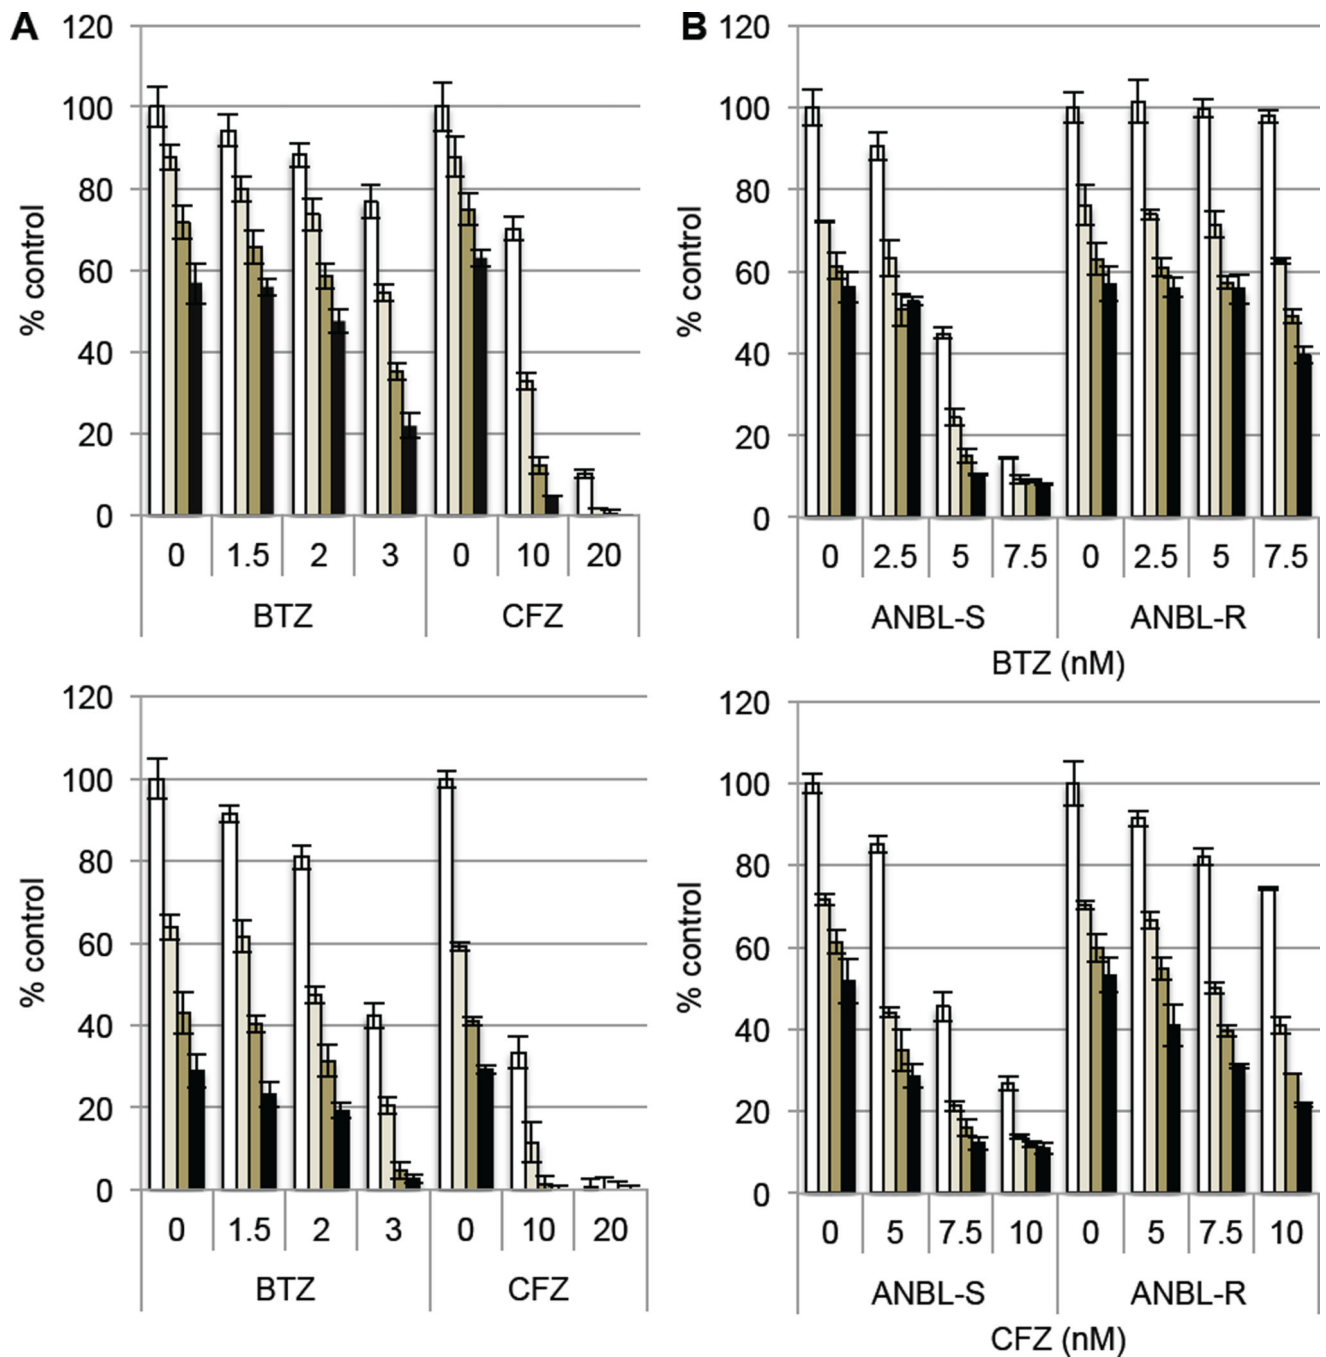 A
120
100
80
60
40
20
0
% control
0 1.5 2 3 0 10 20
BTZ CFZ
B
120
100
80
60
40
20
0
% control
0 2.5 5 7.5 0 2.5 5 7.5
ANBL-S ANBL-R
BTZ (nM)
120
100
80
60
40
20
0
% control
0 1.5 2 3 0 10 20
BTZ CFZ
120
100
80
60
40
20
0
% control
0 5 7.5 10 0 5 7.5 10
ANBL-S ANBL-R
CFZ (nM)